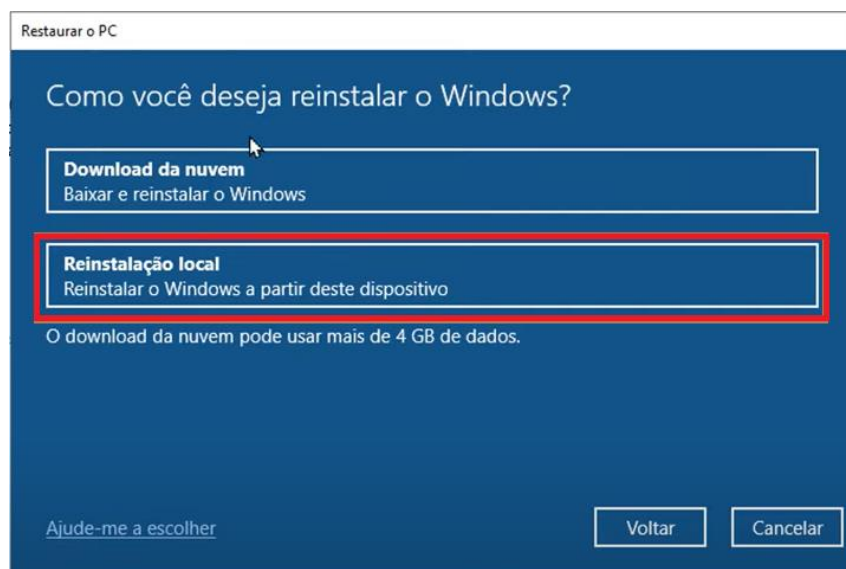 Restaurar o PC
Como você deseja reinstalar o Windows?
Download da nuvem
Baixar e reinstalar o Windows
Reinstalação local
Reinstalar o Windows a partir deste dispositivo
O download da nuvem pode usar mais de 4 GB de dados.
Ajude-me a escolher
Voltar
Cancelar